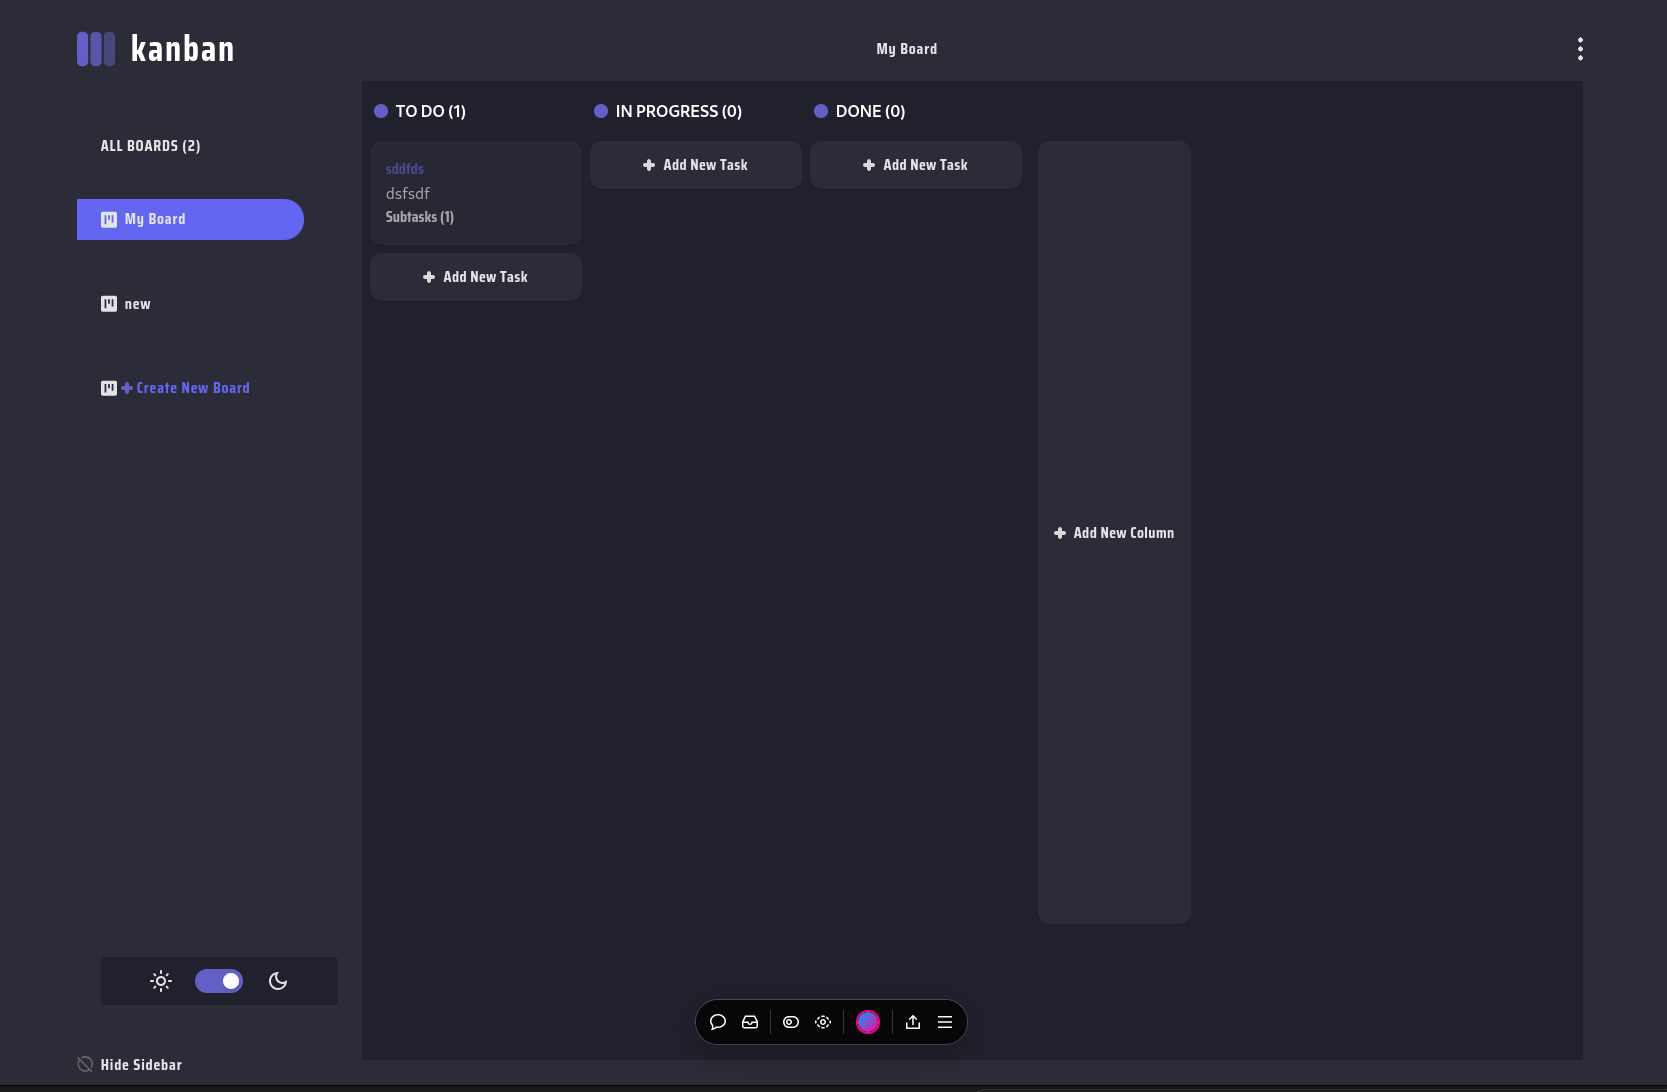 kanban
My Board
ALL BOARDS (2)
My Board
new
Create New Board
TO DO (1)
sddfds
dsfsdf
Subtasks (1)
Add New Task
IN PROGRESS (0)
Add New Task
DONE (0)
Add New Task
Add New Column
Hide Sidebar